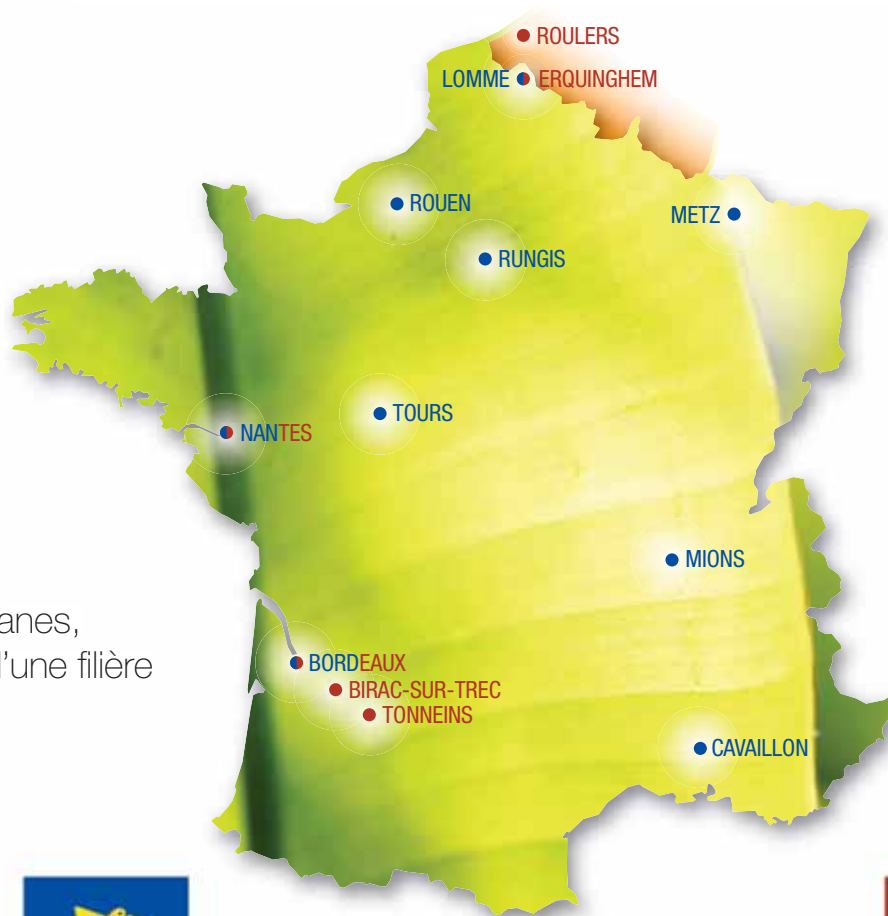 ROULERS
LOMME ERQUINGHEM
ROUEN
METZ
RUNGIS
TOURS
NANTES
MIONS
anes,
'une filière
BORDEAUX
BIRAC-SUR-TREC
TONNEINS
CAVAILLON